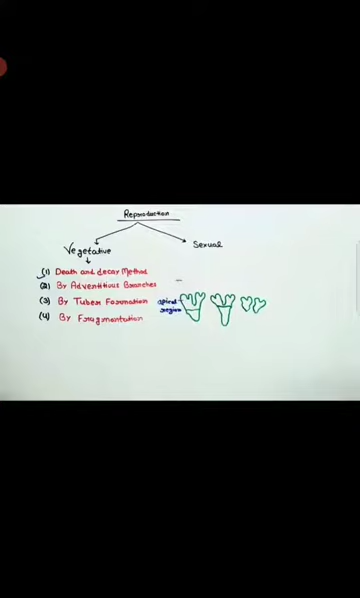 Reproduction
Vegetative
Sexual
(1) Death and decay Method
(2) By Adventitious Branches
(3) By Tuber Formation
(4) By Fragmentation
apical
region